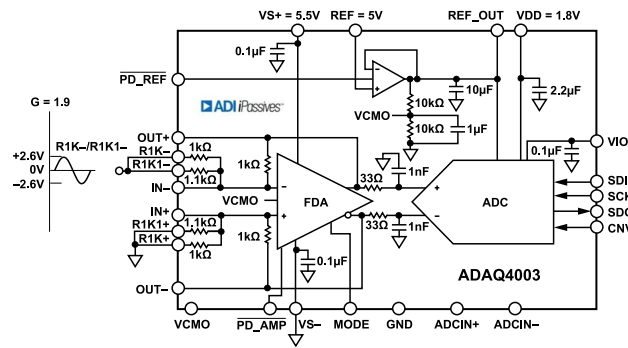 VS+ = 5.5V
REF = 5V
REF_OUT
VDD = 1.8V
0.1µF
PD_REF
ADI iPassives™
10µF
2.2µF
10kΩ
VCMO
10kΩ
1µF
VIO
0.1µF
G = 1.9
R1K–/R1K1–
+2.6V
0V
–2.6V
OUT+
R1K–
1kΩ
R1K1–
1.1kΩ
IN–
1kΩ
VCMO
FDA
33Ω
1nF
ADC
SDI
IN+
R1K1+
1.1kΩ
R1K+
1kΩ
1kΩ
33Ω
1nF
0.1µF
OUT–
ADAQ4003
VCMO
PD_AMP
VS–
MODE
GND
ADCIN+
ADCIN–